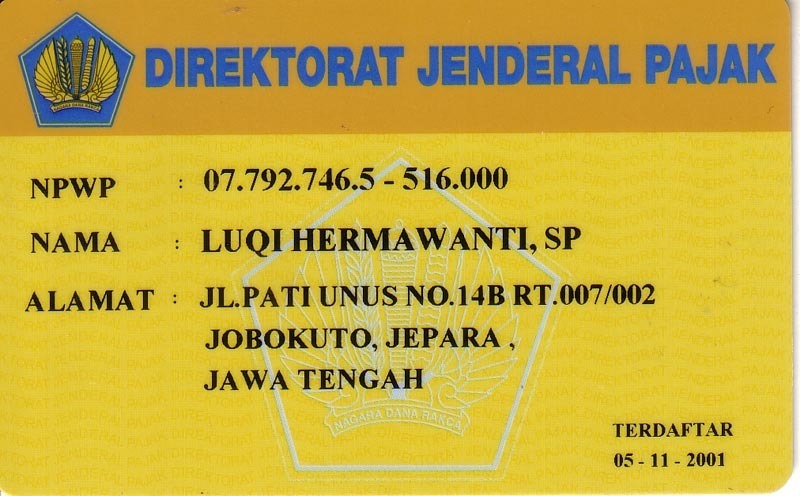 DIREKTORAT JENDERAL PAJAK
NAGARA DANA RAKCA
NPWP : 07.792.746.5 - 516.000
NAMA : LUQI HERMAWANTI, SP
ALAMAT : JL.PATI UNUS NO.14B RT.007/002
JOBOKUTO, JEPARA ,
JAWA TENGAH
NAGARA DANA RAKCA
TERDAFTAR
05 - 11 - 2001